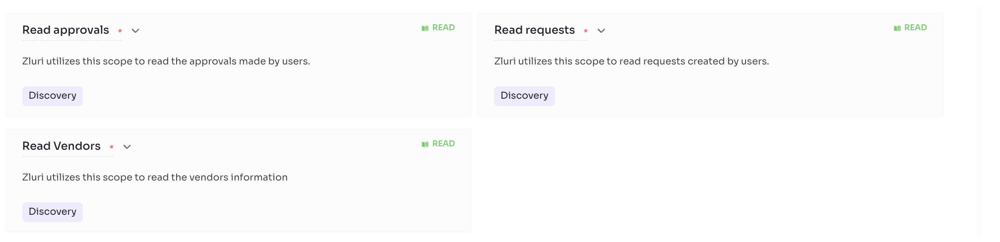 Read approvals * READ
Zluri utilizes this scope to read the approvals made by users.
Discovery
Read requests * READ
Zluri utilizes this scope to read requests created by users.
Discovery
Read Vendors * READ
Zluri utilizes this scope to read the vendors information
Discovery